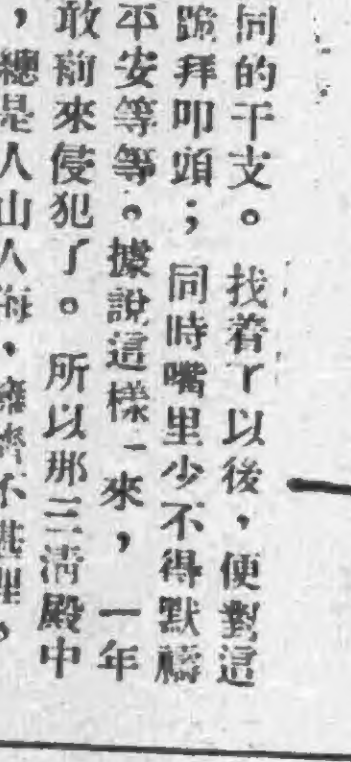 同的干支。找着了以後，便對這
跪拜叩頭；同時嘴里少不得默禱
平安等等。據說這樣一來，一年
敢前來侵犯了。所以那三清殿中
，總是人山人海，擁擠不堪，